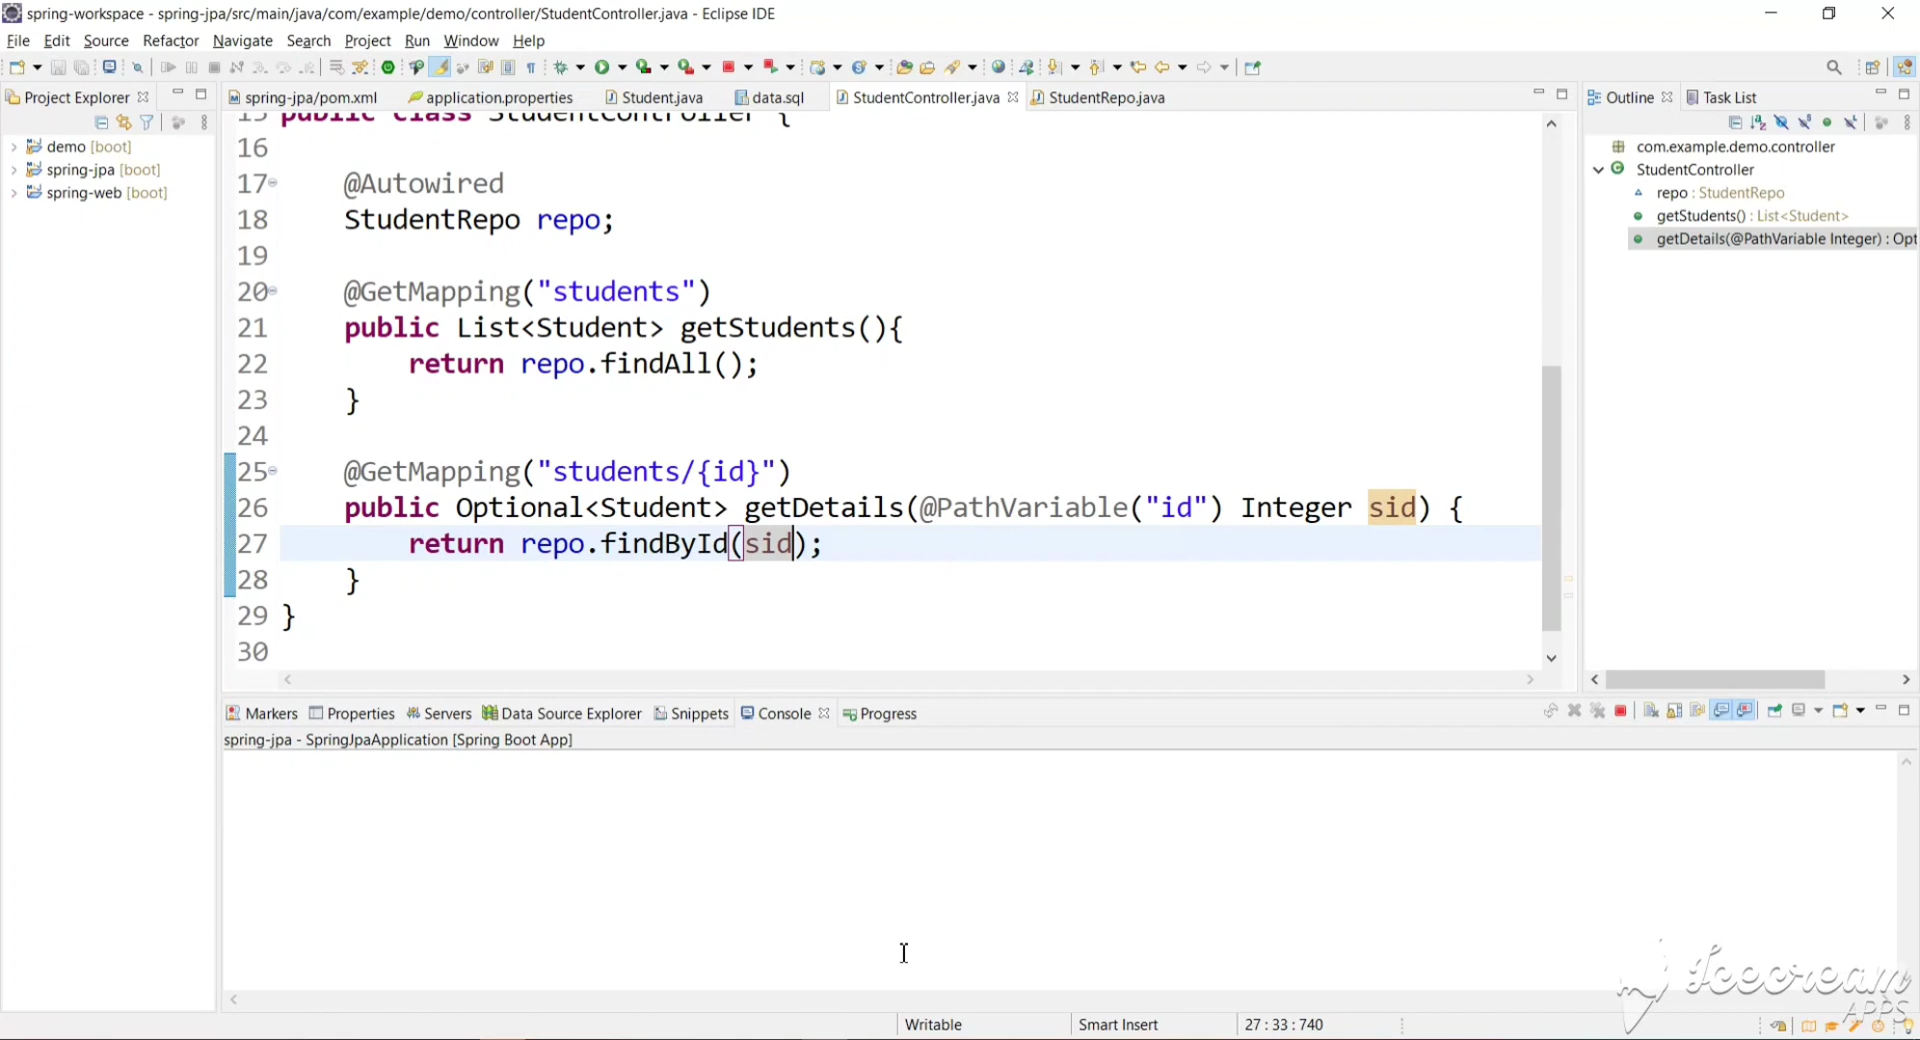 spring-workspace - spring-jpa/src/main/java/com/example/demo/controller/StudentController.java - Eclipse IDE
File Edit Source Refactor Navigate Search Project Run Window Help
Project Explorer
demo [boot]
spring-jpa [boot]
spring-web [boot]
spring-jpa/pom.xml application.properties Student.java data.sql StudentController.java StudentRepo.java
15 public class StudentController {
16
17 @Autowired
18 StudentRepo repo;
19
20 @GetMapping("students")
21 public List<Student> getStudents(){
22 return repo.findAll();
23 }
24
25 @GetMapping("students/{id}")
26 public Optional<Student> getDetails(@PathVariable("id") Integer sid) {
27 return repo.findById(sid);
28 }
29 }
30
Outline Task List
com.example.demo.controller
StudentController
repo : StudentRepo
getStudents() : List<Student>
getDetails(@PathVariable Integer) : Opt
Markers Properties Servers Data Source Explorer Snippets Console Progress
spring-jpa - SpringJpaApplication [Spring Boot App]
Icecream
APPS
Writable Smart Insert 27 : 33 : 740